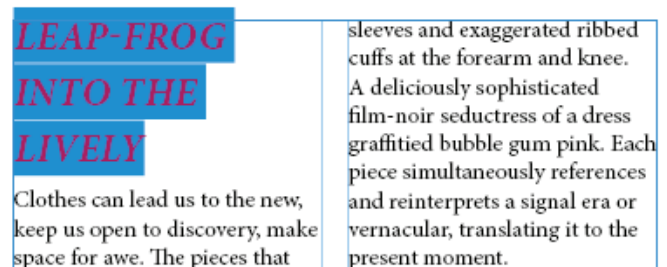 LEAP-FROG
INTO THE
LIVELY
Clothes can lead us to the new,
keep us open to discovery, make
space for awe. The pieces that
sleeves and exaggerated ribbed
cuffs at the forearm and knee.
A deliciously sophisticated
film-noir seductress of a dress
graffitied bubble gum pink. Each
piece simultaneously references
and reinterprets a signal era or
vernacular, translating it to the
present moment.